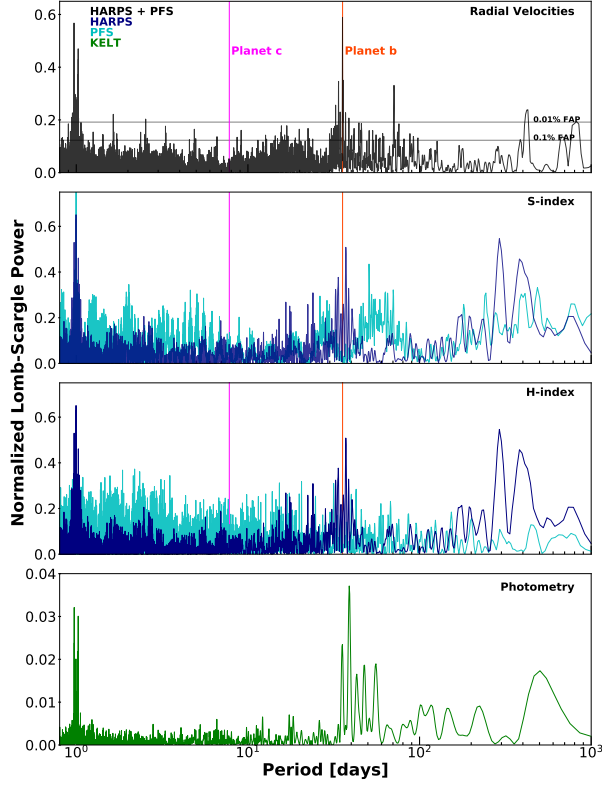 HARPS + PFS
HARPS
PFS
KELT
Radial Velocities
Planet c
Planet b
0.01% FAP
0.1% FAP
0.6
0.4
0.2
0.0
S-index
0.6
0.4
0.2
0.0
H-index
0.6
0.4
0.2
0.0
Photometry
0.04
0.03
0.02
0.01
0.00
10⁰
10¹
10²
10³
Normalized Lomb-Scargle Power
Period [days]